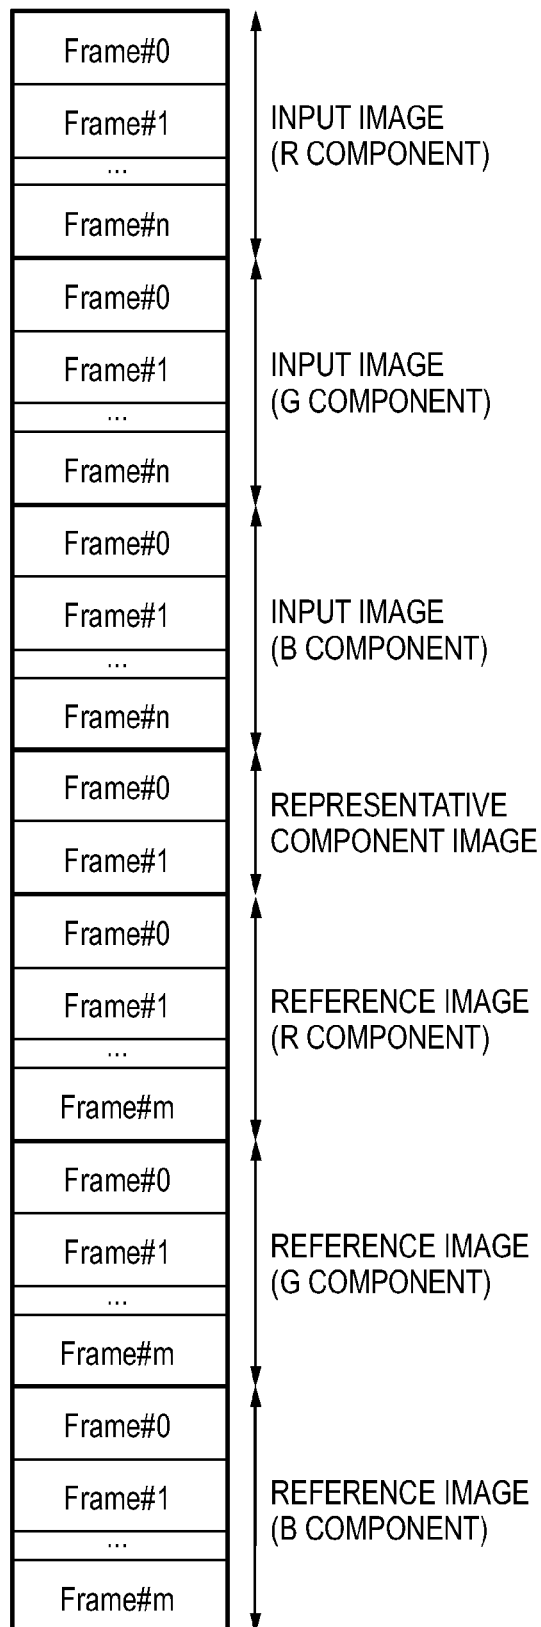 Frame#0
Frame#1
...
Frame#n
INPUT IMAGE
(R COMPONENT)
Frame#0
Frame#1
...
Frame#n
INPUT IMAGE
(G COMPONENT)
Frame#0
Frame#1
...
Frame#n
INPUT IMAGE
(B COMPONENT)
Frame#0
Frame#1
REPRESENTATIVE
COMPONENT IMAGE
Frame#0
Frame#1
...
Frame#m
REFERENCE IMAGE
(R COMPONENT)
Frame#0
Frame#1
...
Frame#m
REFERENCE IMAGE
(G COMPONENT)
Frame#0
Frame#1
...
Frame#m
REFERENCE IMAGE
(B COMPONENT)